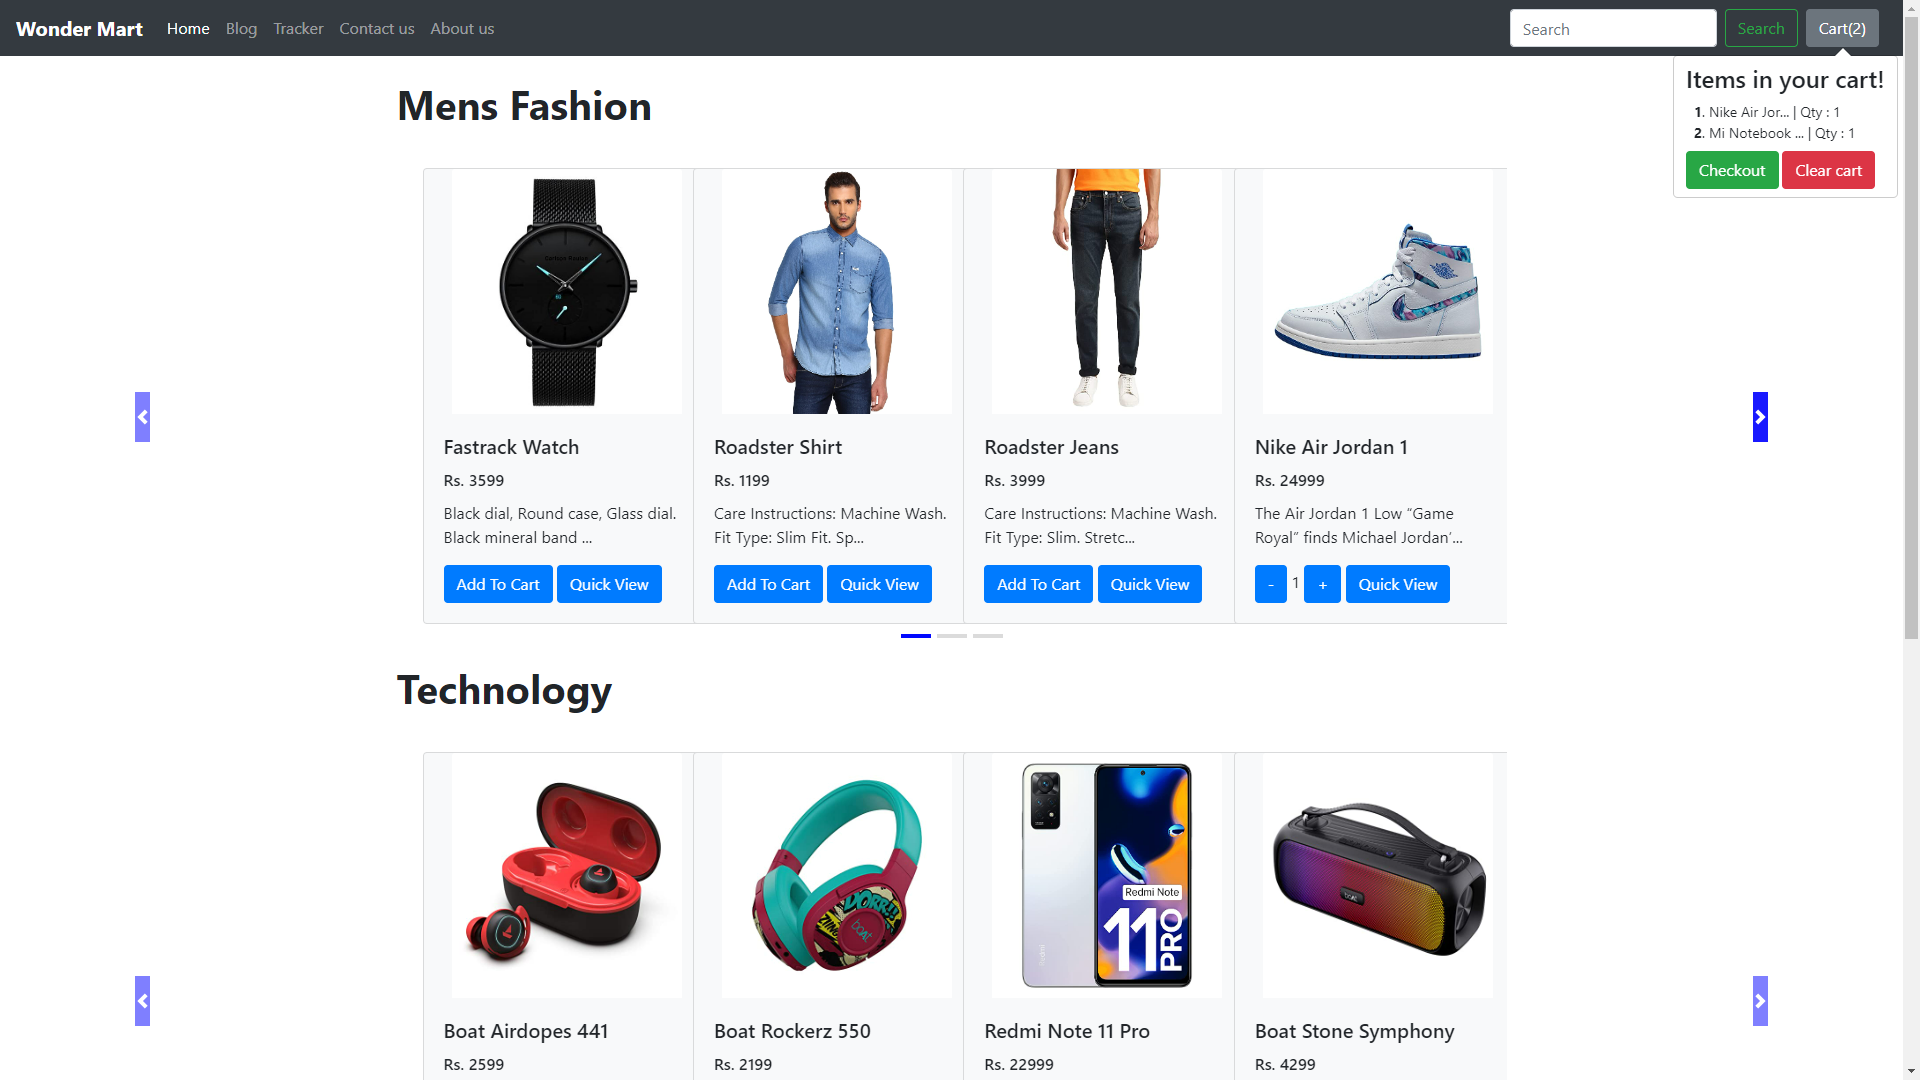 Wonder Mart Home Blog Tracker Contact us About us Search Search Cart(2)
Items in your cart!
1. Nike Air Jor... | Qty : 1
2. Mi Notebook ... | Qty : 1
Checkout Clear cart
Mens Fashion
Fastrack Watch
Rs. 3599
Black dial, Round case, Glass dial.
Black mineral band ...
Add To Cart Quick View
Roadster Shirt
Rs. 1199
Care Instructions: Machine Wash.
Fit Type: Slim Fit. Sp...
Add To Cart Quick View
Roadster Jeans
Rs. 3999
Care Instructions: Machine Wash.
Fit Type: Slim. Stretc...
Add To Cart Quick View
Nike Air Jordan 1
Rs. 24999
The Air Jordan 1 Low “Game
Royal” finds Michael Jordan’...
- 1 + Quick View
Technology
Boat Airdopes 441
Rs. 2599
DORR!!
boat
Boat Rockerz 550
Rs. 2199
Redmi Note
11 PRO
Redmi Note 11 Pro
Rs. 22999
boat
Boat Stone Symphony
Rs. 4299